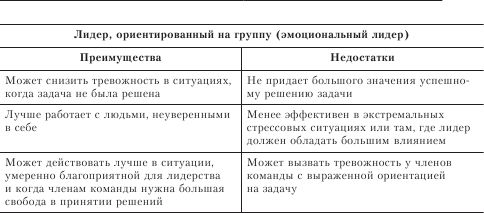 Лидер, ориентированный на группу (эмоциональный лидер)
Преимущества
Недостатки
Может снизить тревожность в ситуациях,
когда задача не была решена
Не придает большого значения успешно-
му решению задачи
Лучше работает с людьми, неуверенными
в себе
Менее эффективен в экстремальных
стрессовых ситуациях или там, где лидер
должен обладать большим влиянием
Может действовать лучше в ситуации,
умеренно благоприятной для лидерства
и когда членам команды нужна большая
свобода в принятии решений
Может вызвать тревожность у членов
команды с выраженной ориентацией
на задачу